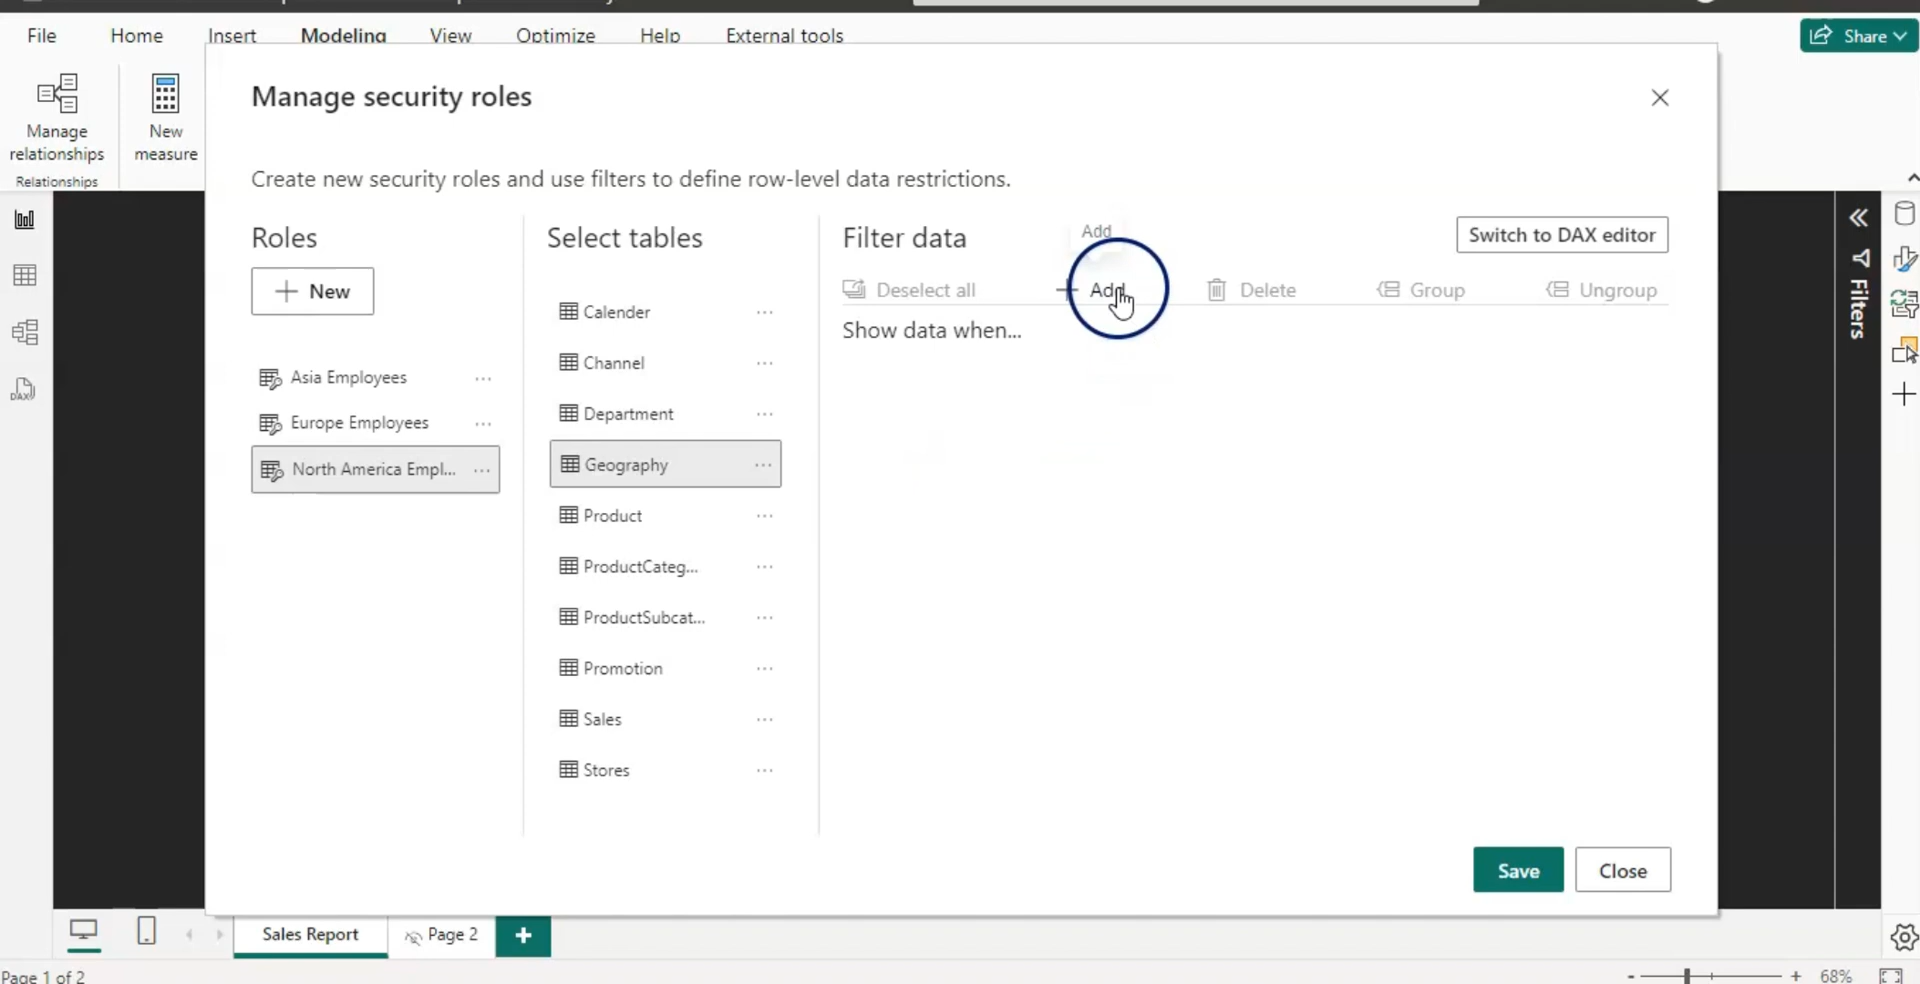 File Home Insert Modeling View Optimize Help External tools
Share
Manage relationships
New measure
Relationships
Manage security roles
Create new security roles and use filters to define row-level data restrictions.
Roles
New
Asia Employees
Europe Employees
North America Empl...
Select tables
Calender
Channel
Department
Geography
Product
ProductCateg...
ProductSubcat...
Promotion
Sales
Stores
Filter data
Add
Switch to DAX editor
Deselect all Add Delete Group Ungroup
Show data when...
Save Close
Filters
DAX
Sales Report Page 2
Page 1 of 2
68%